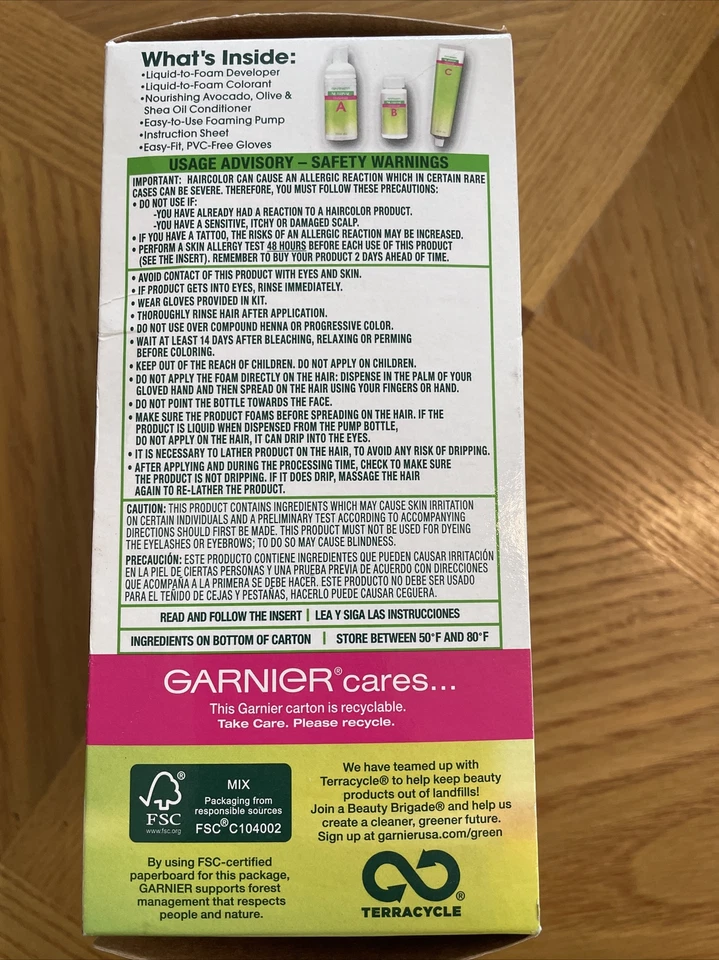 What's Inside:
•Liquid-to-Foam Developer
•Liquid-to-Foam Colorant
•Nourishing Avocado, Olive &
Shea Oil Conditioner
•Easy-to-Use Foaming Pump
•Instruction Sheet
•Easy-Fit, PVC-Free Gloves
A
B
C
USAGE ADVISORY – SAFETY WARNINGS
IMPORTANT: HAIRCOLOR CAN CAUSE AN ALLERGIC REACTION WHICH IN CERTAIN RARE
CASES CAN BE SEVERE. THEREFORE, YOU MUST FOLLOW THESE PRECAUTIONS:
• DO NOT USE IF:
-YOU HAVE ALREADY HAD A REACTION TO A HAIRCOLOR PRODUCT.
-YOU HAVE A SENSITIVE, ITCHY OR DAMAGED SCALP.
• IF YOU HAVE A TATTOO, THE RISKS OF AN ALLERGIC REACTION MAY BE INCREASED.
• PERFORM A SKIN ALLERGY TEST 48 HOURS BEFORE EACH USE OF THIS PRODUCT
(SEE THE INSERT). REMEMBER TO BUY YOUR PRODUCT 2 DAYS AHEAD OF TIME.
• AVOID CONTACT OF THIS PRODUCT WITH EYES AND SKIN.
• IF PRODUCT GETS INTO EYES, RINSE IMMEDIATELY.
• WEAR GLOVES PROVIDED IN KIT.
• THOROUGHLY RINSE HAIR AFTER APPLICATION.
• DO NOT USE OVER COMPOUND HENNA OR PROGRESSIVE COLOR.
• WAIT AT LEAST 14 DAYS AFTER BLEACHING, RELAXING OR PERMING
BEFORE COLORING.
• KEEP OUT OF THE REACH OF CHILDREN. DO NOT APPLY ON CHILDREN.
• DO NOT APPLY THE FOAM DIRECTLY ON THE HAIR: DISPENSE IN THE PALM OF YOUR
GLOVED HAND AND THEN SPREAD ON THE HAIR USING YOUR FINGERS OR HAND.
• DO NOT POINT THE BOTTLE TOWARDS THE FACE.
• MAKE SURE THE PRODUCT FOAMS BEFORE SPREADING ON THE HAIR. IF THE
PRODUCT IS LIQUID WHEN DISPENSED FROM THE PUMP BOTTLE,
DO NOT APPLY ON THE HAIR, IT CAN DRIP INTO THE EYES.
• IT IS NECESSARY TO LATHER PRODUCT ON THE HAIR, TO AVOID ANY RISK OF DRIPPING.
• AFTER APPLYING AND DURING THE PROCESSING TIME, CHECK TO MAKE SURE
THE PRODUCT IS NOT DRIPPING. IF IT DOES DRIP, MASSAGE THE HAIR
AGAIN TO RE-LATHER THE PRODUCT.
CAUTION: THIS PRODUCT CONTAINS INGREDIENTS WHICH MAY CAUSE SKIN IRRITATION
ON CERTAIN INDIVIDUALS AND A PRELIMINARY TEST ACCORDING TO ACCOMPANYING
DIRECTIONS SHOULD FIRST BE MADE. THIS PRODUCT MUST NOT BE USED FOR DYEING
THE EYELASHES OR EYEBROWS; TO DO SO MAY CAUSE BLINDNESS.
PRECAUCIÓN: ESTE PRODUCTO CONTIENE INGREDIENTES QUE PUEDEN CAUSAR IRRITACIÓN
EN LA PIEL DE CIERTAS PERSONAS Y UNA PRUEBA PREVIA DE ACUERDO CON DIRECCIONES
QUE ACOMPAÑA A LA PRIMERA SE DEBE HACER. ESTE PRODUCTO NO DEBE SER USADO
PARA EL TEÑIDO DE CEJAS Y PESTAÑAS, HACERLO PUEDE CAUSAR CEGUERA.
READ AND FOLLOW THE INSERT | LEA Y SIGA LAS INSTRUCCIONES
INGREDIENTS ON BOTTOM OF CARTON | STORE BETWEEN 50°F AND 80°F
GARNIER® cares...
This Garnier carton is recyclable.
Take Care. Please recycle.
®
FSC
www.fsc.org
MIX
Packaging from
responsible sources
FSC® C104002
By using FSC-certified
paperboard for this package,
GARNIER supports forest
management that respects
people and nature.
We have teamed up with
Terracycle® to help keep beauty
products out of landfills!
Join a Beauty Brigade® and help us
create a cleaner, greener future.
Sign up at garnierusa.com/green
®
TERRACYCLE